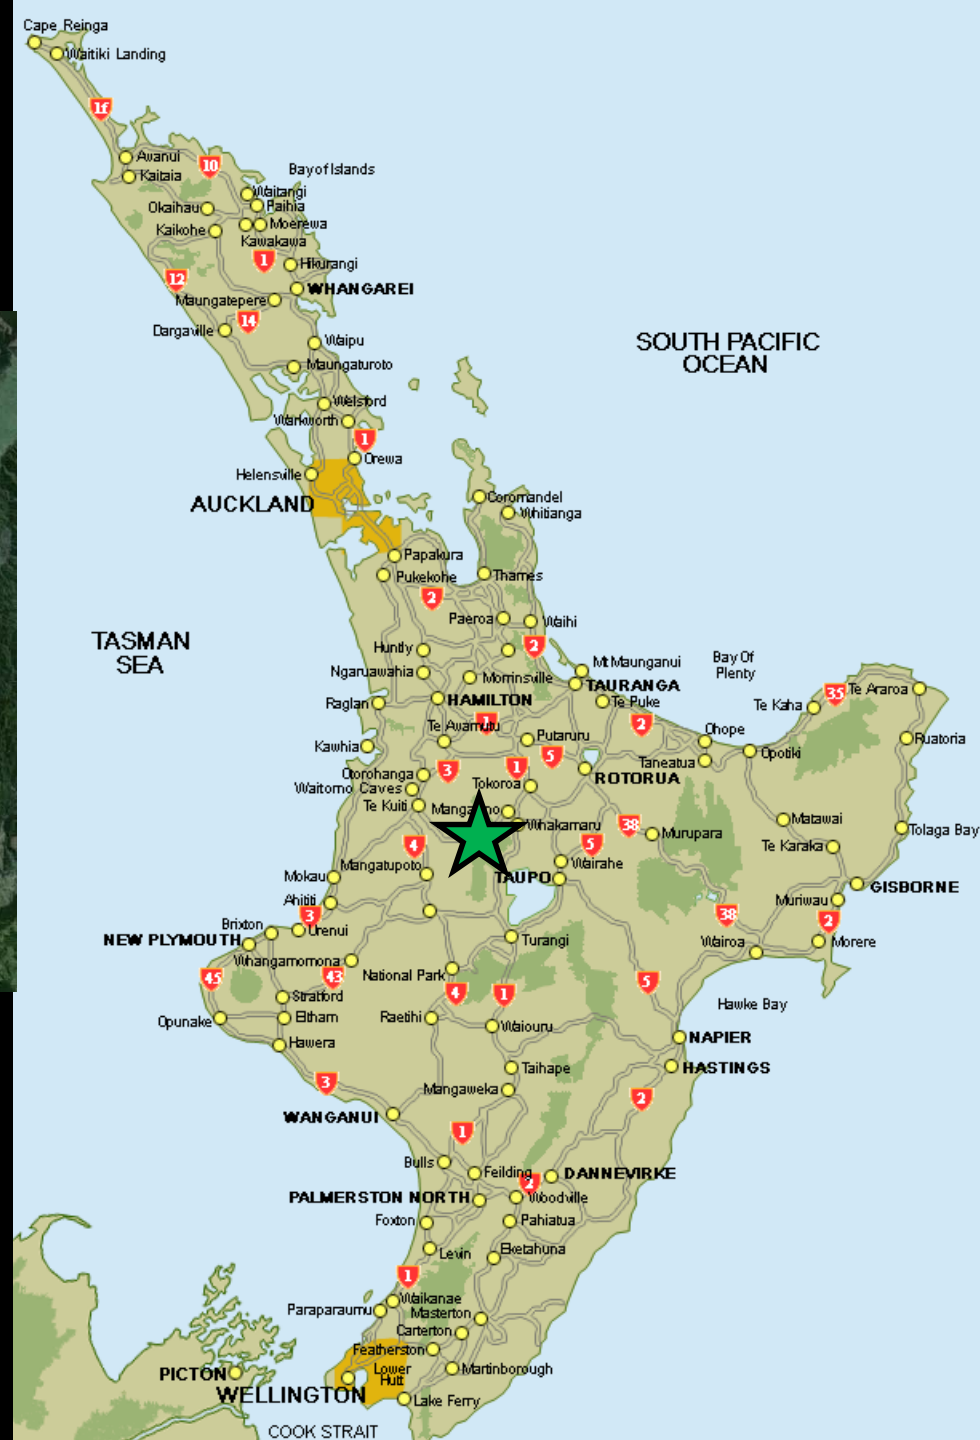 Cape Reinga
Waitiki Landing
1f
Awanui
10
Bay of Islands
Kaitaia
Waitangi
Okaihau
Paihia
Moerewa
Kaikohe
Kawakawa
1
Hikurangi
12
WHANGAREI
Maungatepere
14
Dargaville
Waipu
SOUTH PACIFIC
OCEAN
Maungaturoto
Welsford
Warkworth
1
Orewa
Helensville
AUCKLAND
Coromandel
Whitianga
Papakura
Pukekohe
Thames
2
Paeroa
Waihi
TASMAN
SEA
Huntly
2
Ngaruawahia
Morrinsville
Mt Maunganui
Bay Of
Plenty
TAURANGA
Raglan
HAMILTON
Te Puke
Te Kaha
35
Te Araroa
Te Awamutu
1
2
Kawhia
Putaruru
Ohope
Ruatoria
5
Taneatua
Opotiki
Otorohanga
3
1
ROTORUA
Waitomo Caves
Tokoroa
Te Kuiti
Whakamaru
38
Murupara
Matawai
Tolaga Bay
4
5
Te Karaka
Mangatupoto
Wairahe
Mokau
TAUPO
GISBORNE
Ahititi
Muriwau
3
38
2
Brixton
Urenui
NEW PLYMOUTH
Turangi
Wairoa
Morere
Whangamomona
45
43
National Park
5
Stratford
4
1
Hawke Bay
Opunake
Eltham
Raetihi
Waiouru
NAPIER
Hawera
Taihape
HASTINGS
3
Mangaweka
2
WANGANUI
1
Bulls
Feilding
DANNEVIRKE
2
PALMERSTON NORTH
Woodville
Foxton
Pahiatua
Levin
Eketahuna
1
Waikanae
Paraparaumu
Masterton
Carterton
Featherston
PICTON
Lower
Hutt
Martinborough
WELLINGTON
Lake Ferry
COOK STRAIT